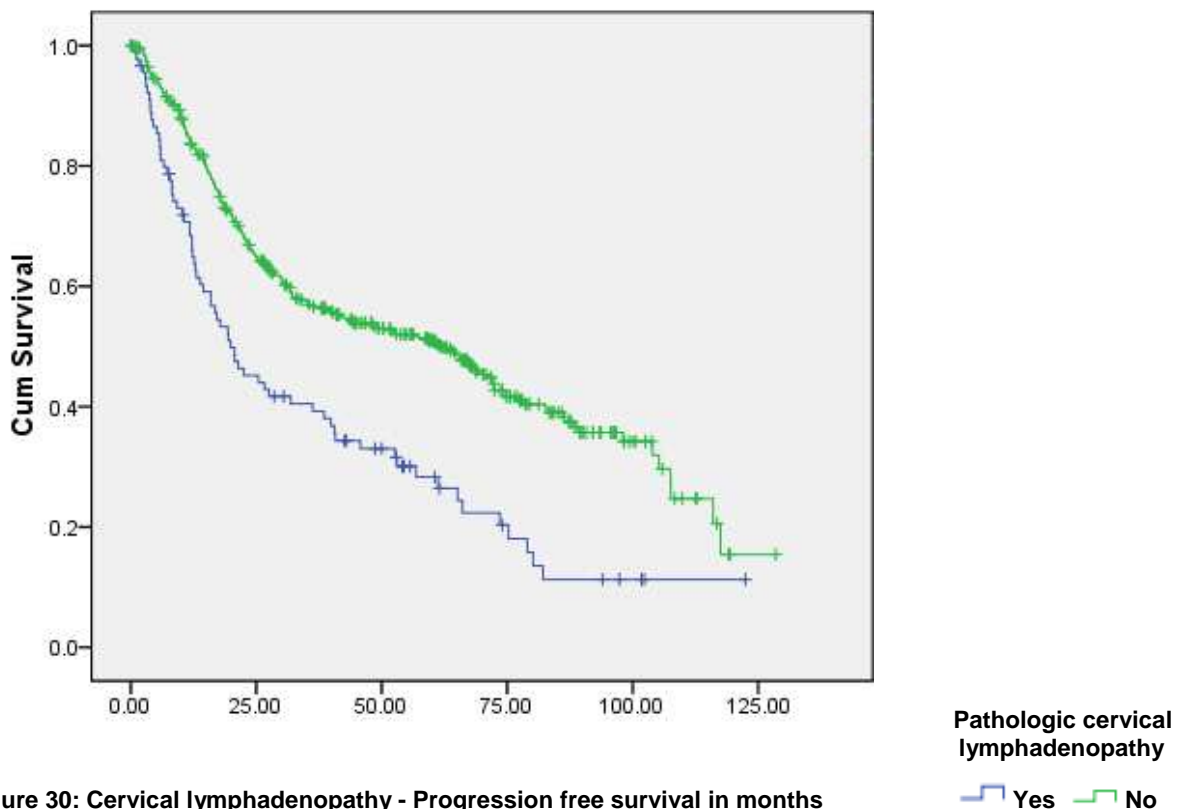 1.0
0.8
0.6
0.4
0.2
0.0
Cum Survival
0.00 25.00 50.00 75.00 100.00 125.00
Pathologic cervical
lymphadenopathy
Yes No
ure 30: Cervical lymphadenopathy - Progression free survival in months